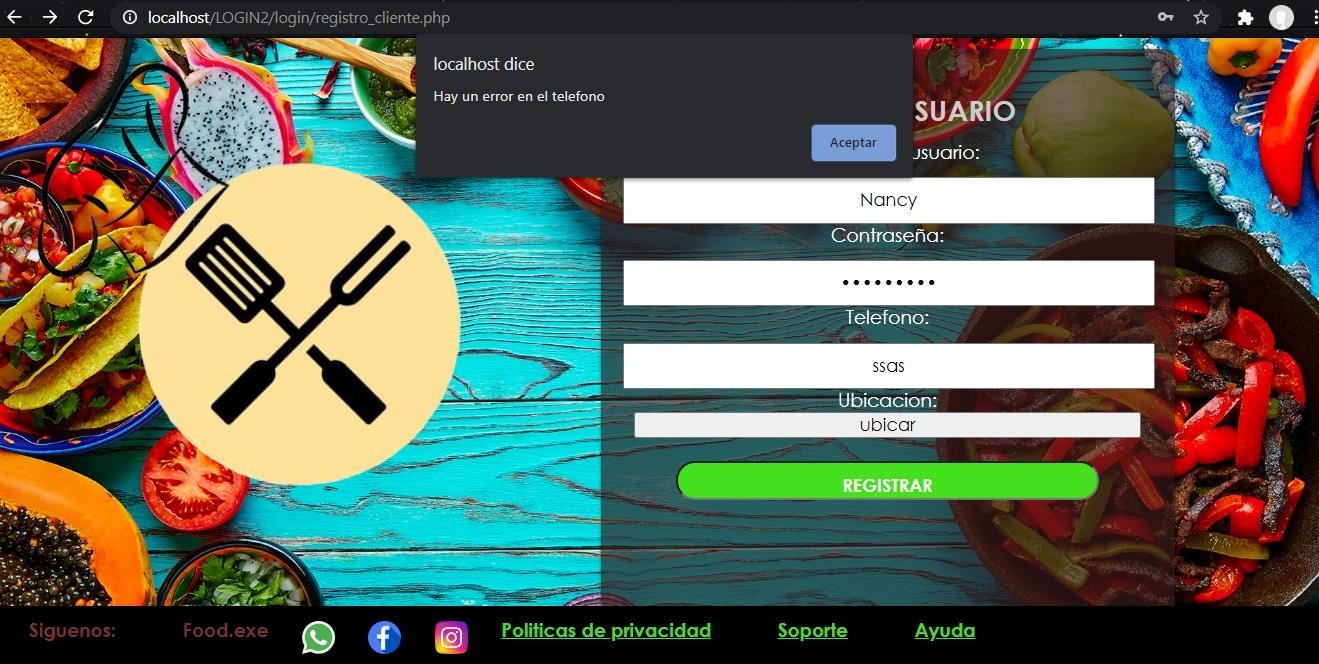 localhost/LOGIN2/login/registro_cliente.php
localhost dice
Hay un error en el telefono
Aceptar
SUARIO
usuario:
Nancy
Contraseña:
•••••••••
Telefono:
ssas
Ubicacion:
ubicar
REGISTRAR
Siguenos: Food.exe Politicas de privacidad Soporte Ayuda